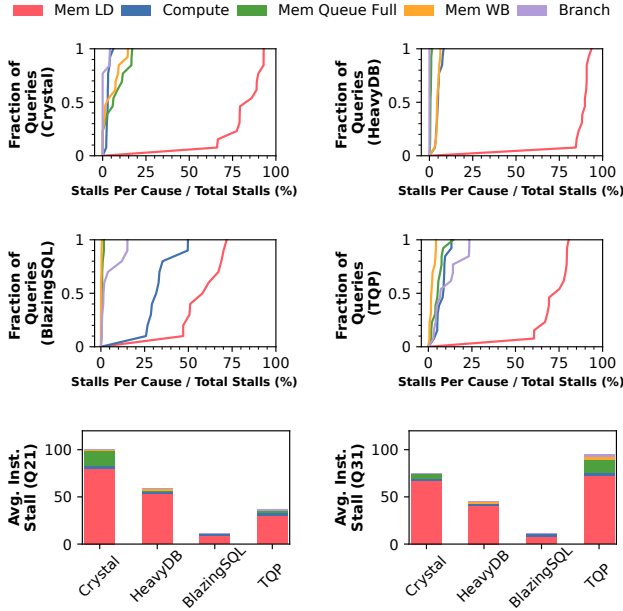 Mem LD Compute Mem Queue Full Mem WB Branch
Fraction of Queries (Crystal)
1
0.5
0
0 25 50 75 100
Stalls Per Cause / Total Stalls (%)
Fraction of Queries (HeavyDB)
1
0.5
0
0 25 50 75 100
Stalls Per Cause / Total Stalls (%)
Fraction of Queries (BlazingSQL)
1
0.5
0
0 25 50 75 100
Stalls Per Cause / Total Stalls (%)
Fraction of Queries (TQP)
1
0.5
0
0 25 50 75 100
Stalls Per Cause / Total Stalls (%)
Avg. Inst. Stall (Q21)
100
50
0
Crystal HeavyDB BlazingSQL TQP
Avg. Inst. Stall (Q31)
100
50
0
Crystal HeavyDB BlazingSQL TQP